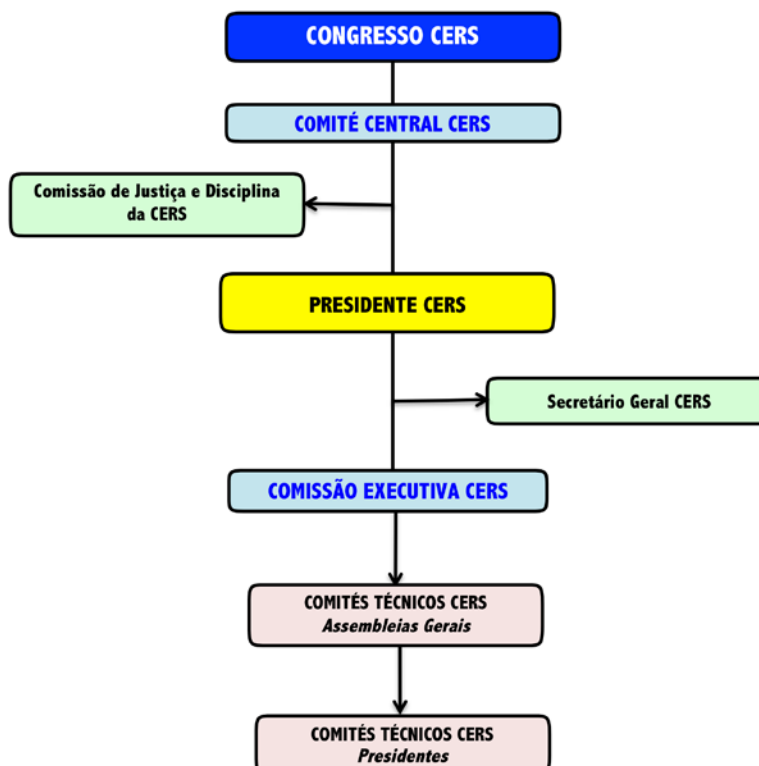 CONGRESSO CERS
COMITÉ CENTRAL CERS
Comissão de Justiça e Disciplina
da CERS
PRESIDENTE CERS
Secretário Geral CERS
COMISSÃO EXECUTIVA CERS
COMITÉS TÉCNICOS CERS
Assembleias Gerais
COMITÉS TÉCNICOS CERS
Presidentes